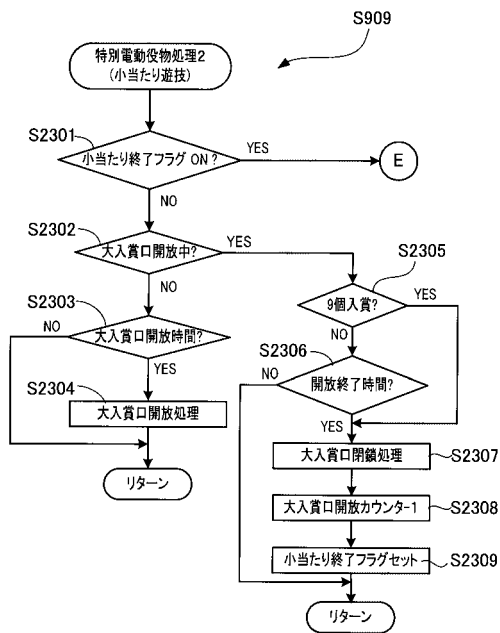 S909
特別電動役物処理2
(小当たり遊技)
S2301
小当たり終了フラグ ON?
YES
E
NO
S2302
大入賞口開放中?
YES
NO
S2303
大入賞口開放時間?
NO
YES
S2304
大入賞口開放処理
リターン
S2305
9個入賞?
YES
NO
S2306
開放終了時間?
NO
YES
大入賞口閉鎖処理
S2307
大入賞口開放カウンター1
S2308
小当たり終了フラグセット
S2309
リターン